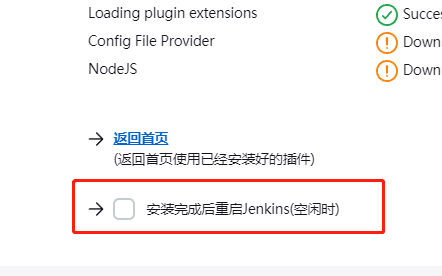 Loading plugin extensions Succe
Config File Provider Down
NodeJS Down
返回首页
(返回首页使用已经安装好的插件)
安装完成后重启Jenkins(空闲时)